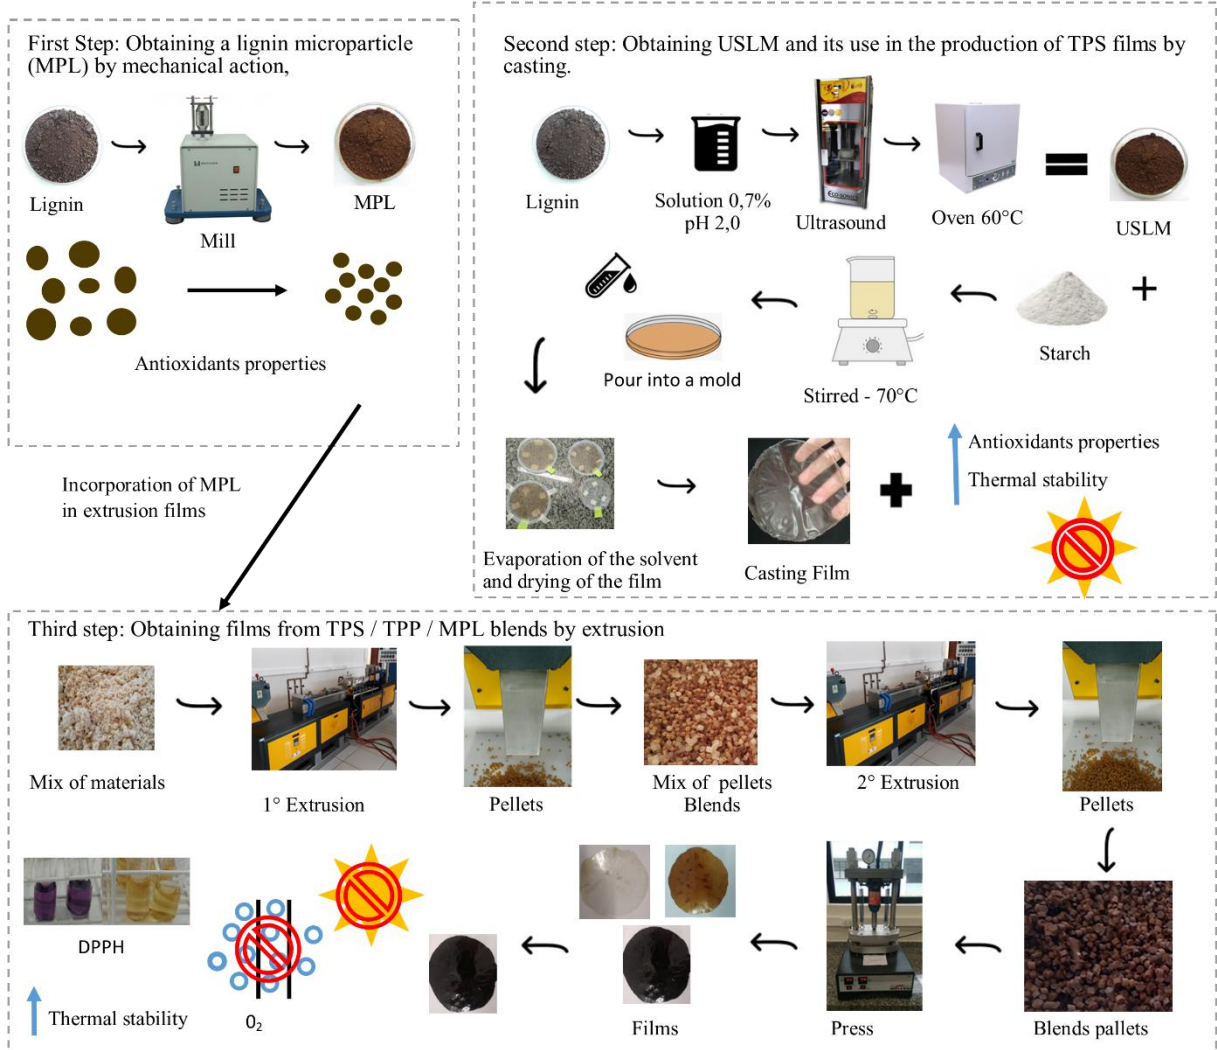 First Step: Obtaining a lignin microparticle
(MPL) by mechanical action,
Lignin
Mill
MPL
Antioxidants properties
Incorporation of MPL
in extrusion films
Second step: Obtaining USLM and its use in the production of TPS films by
casting.
Lignin
Solution 0,7%
pH 2,0
Ultrasound
Oven 60°C
USLM
Starch
Stirred - 70°C
Pour into a mold
Evaporation of the solvent
and drying of the film
Casting Film
Antioxidants properties
Thermal stability
Third step: Obtaining films from TPS / TPP / MPL blends by extrusion
Mix of materials
1° Extrusion
Pellets
Mix of pellets
Blends
2° Extrusion
Pellets
Blends pallets
Press
Films
0₂
DPPH
Thermal stability